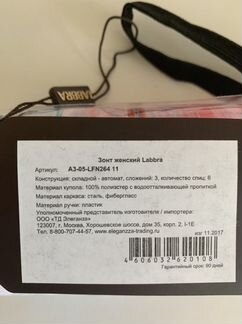 LABBRA
Зонт женский Labbra
Артикул: A3-05-LFN264 11
Конструкция: складной - автомат, сложений: 3, количество спиц: 8
Материал купола: 100% полиэстер с водоотталкивающей пропиткой
Материал каркаса: сталь, фибергласс
Материал ручки: пластик
Уполномоченный представитель изготовителя / импортера:
ООО «ТД Элеганза»
123007, г. Москва, Хорошевское шоссе, дом 35, корп. 2, I-1E
Тел. 8-800-707-44-67, www.eleganzza-trading.ru
изг 11.2017
4 606032 620108
Гарантийный срок: 90 дней